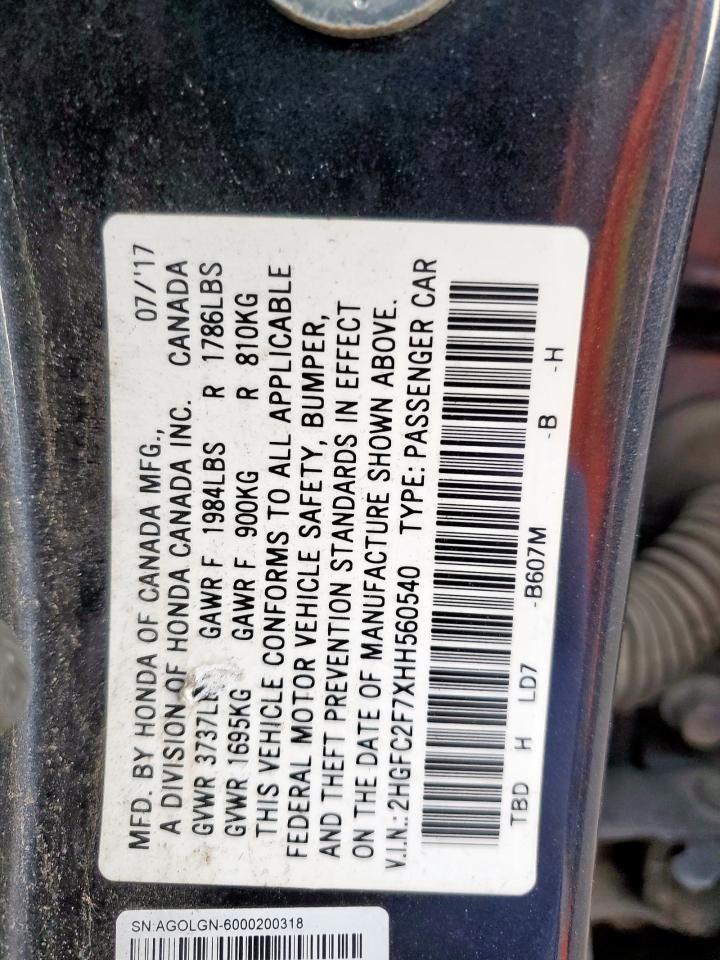 MFD. BY HONDA OF CANADA MFG., 07/'17
A DIVISION OF HONDA CANADA INC. CANADA
GVWR 3737L GAWR F 1984LBS R 1786LBS
GVWR 1695KG GAWR F 900KG R 810KG
THIS VEHICLE CONFORMS TO ALL APPLICABLE
FEDERAL MOTOR VEHICLE SAFETY, BUMPER,
AND THEFT PREVENTION STANDARDS IN EFFECT
ON THE DATE OF MANUFACTURE SHOWN ABOVE.
V.I.N.: 2HGFC2F7XHH560540 TYPE: PASSENGER CAR
TBD H LD7 -B607M -B -H
SN:AGOLGN-6000200318